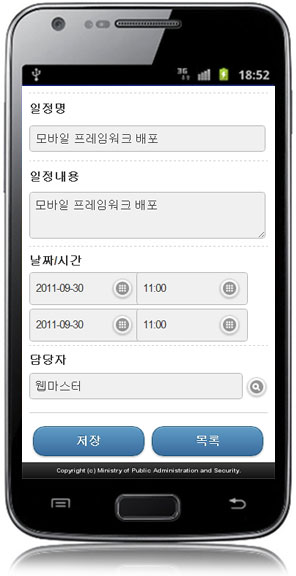 3G 18:52
일정명
모바일 프레임워크 배포
일정내용
모바일 프레임워크 배포
날짜/시간
2011-09-30 11:00
2011-09-30 11:00
담당자
웹마스터
저장 목록
Copyright (c) Ministry of Public Administration and Security.